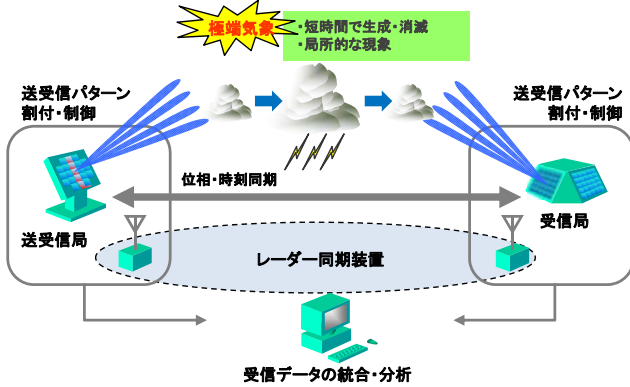 極端気象
・短時間で生成・消滅
・局所的な現象
送受信パターン
割付・制御
送受信パターン
割付・制御
位相・時刻同期
送受信局
受信局
レーダー同期装置
受信データの統合・分析